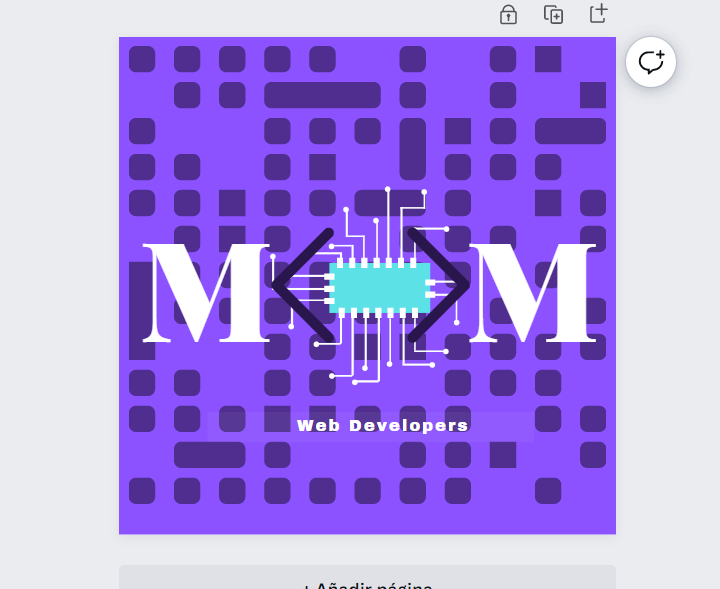 M < > M
Web Developers
+ Añadir página